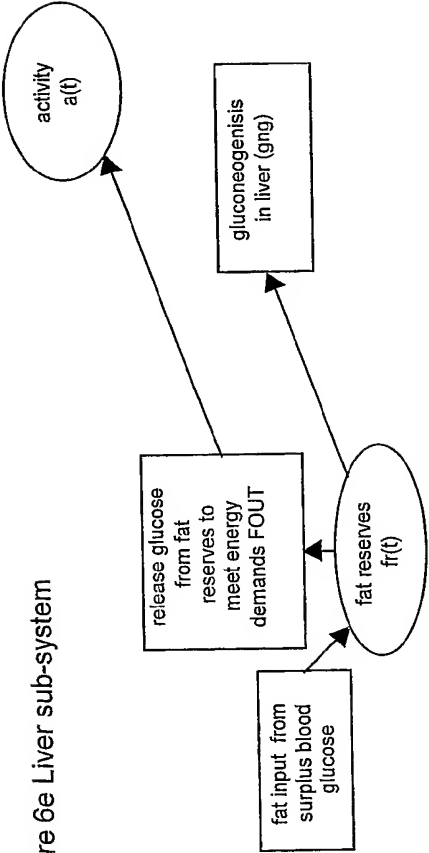 re 6e Liver sub-system
activity
a(t)
release glucose
from fat
reserves to
meet energy
demands FOUT
gluconeogenisis
in liver (gng)
fat input from
surplus blood
glucose
fat reserves
fr(t)